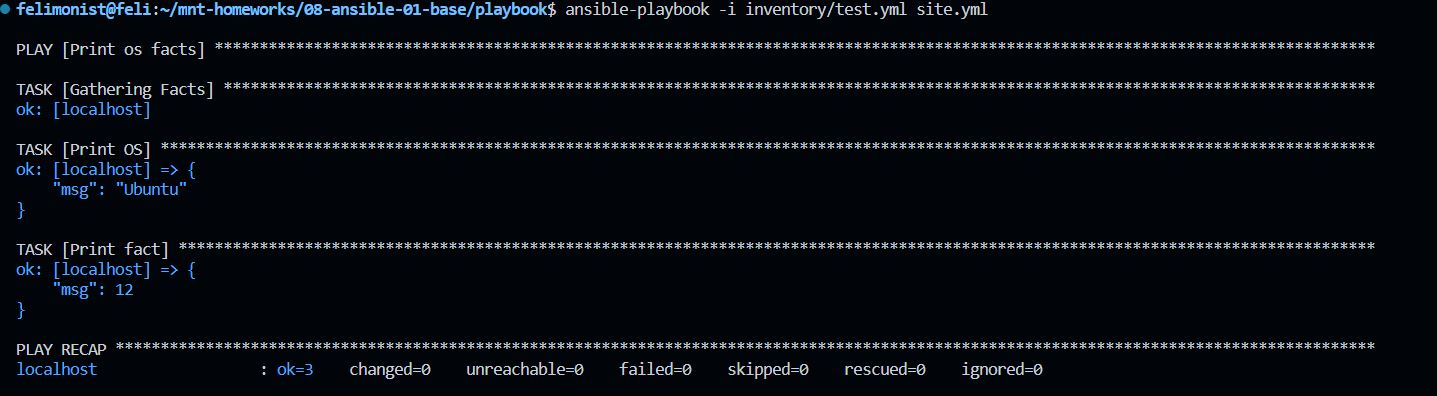 felimonist@feli:~/mnt-homeworks/08-ansible-01-base/playbook$ ansible-playbook -i inventory/test.yml site.yml
PLAY [Print os facts] *********************************************************************************************************************************
TASK [Gathering Facts] ********************************************************************************************************************************
ok: [localhost]
TASK [Print OS] ***************************************************************************************************************************************
ok: [localhost] => {
    "msg": "Ubuntu"
}
TASK [Print fact] *************************************************************************************************************************************
ok: [localhost] => {
    "msg": 12
}
PLAY RECAP ********************************************************************************************************************************************
localhost                  : ok=3    changed=0    unreachable=0    failed=0    skipped=0    rescued=0    ignored=0